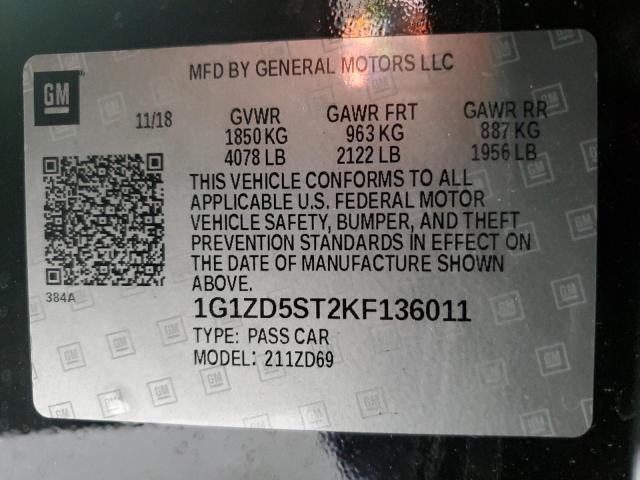 GM
MFD BY GENERAL MOTORS LLC
11/18
GVWR GAWR FRT GAWR RR
1850 KG 963 KG 887 KG
4078 LB 2122 LB 1956 LB
THIS VEHICLE CONFORMS TO ALL
APPLICABLE U.S. FEDERAL MOTOR
VEHICLE SAFETY, BUMPER, AND THEFT
PREVENTION STANDARDS IN EFFECT ON
THE DATE OF MANUFACTURE SHOWN
ABOVE.
384A
1G1ZD5ST2KF136011
TYPE: PASS CAR
MODEL: 211ZD69